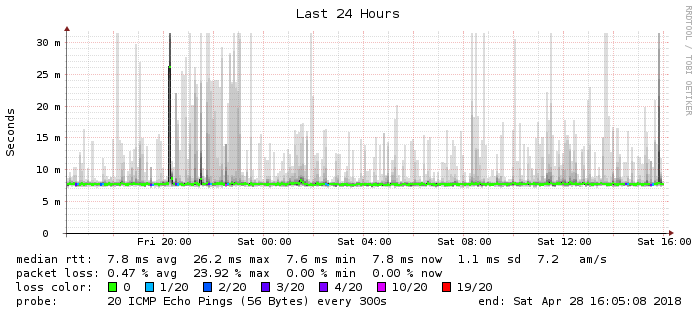 Last 24 Hours
RRDTOOL / TOBI OETIKER
Seconds
30 m
25 m
20 m
15 m
10 m
5 m
0
Fri 20:00 Sat 00:00 Sat 04:00 Sat 08:00 Sat 12:00 Sat 16:00
median rtt: 7.8 ms avg 26.2 ms max 7.6 ms min 7.8 ms now 1.1 ms sd 7.2 am/s
packet loss: 0.47 % avg 23.92 % max 0.00 % min 0.00 % now
loss color: 0 1/20 2/20 3/20 4/20 10/20 19/20
probe: 20 ICMP Echo Pings (56 Bytes) every 300s end: Sat Apr 28 16:05:08 2018